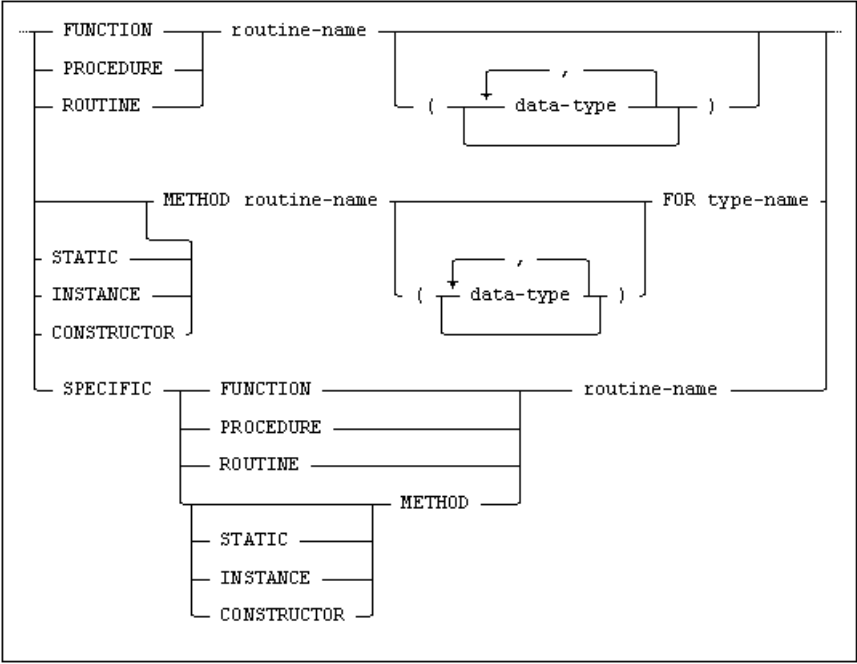 FUNCTION routine-name
PROCEDURE ,
ROUTINE ( data-type )
METHOD routine-name FOR type-name
STATIC ,
INSTANCE ( data-type )
CONSTRUCTOR
SPECIFIC FUNCTION routine-name
PROCEDURE
ROUTINE
METHOD
STATIC
INSTANCE
CONSTRUCTOR